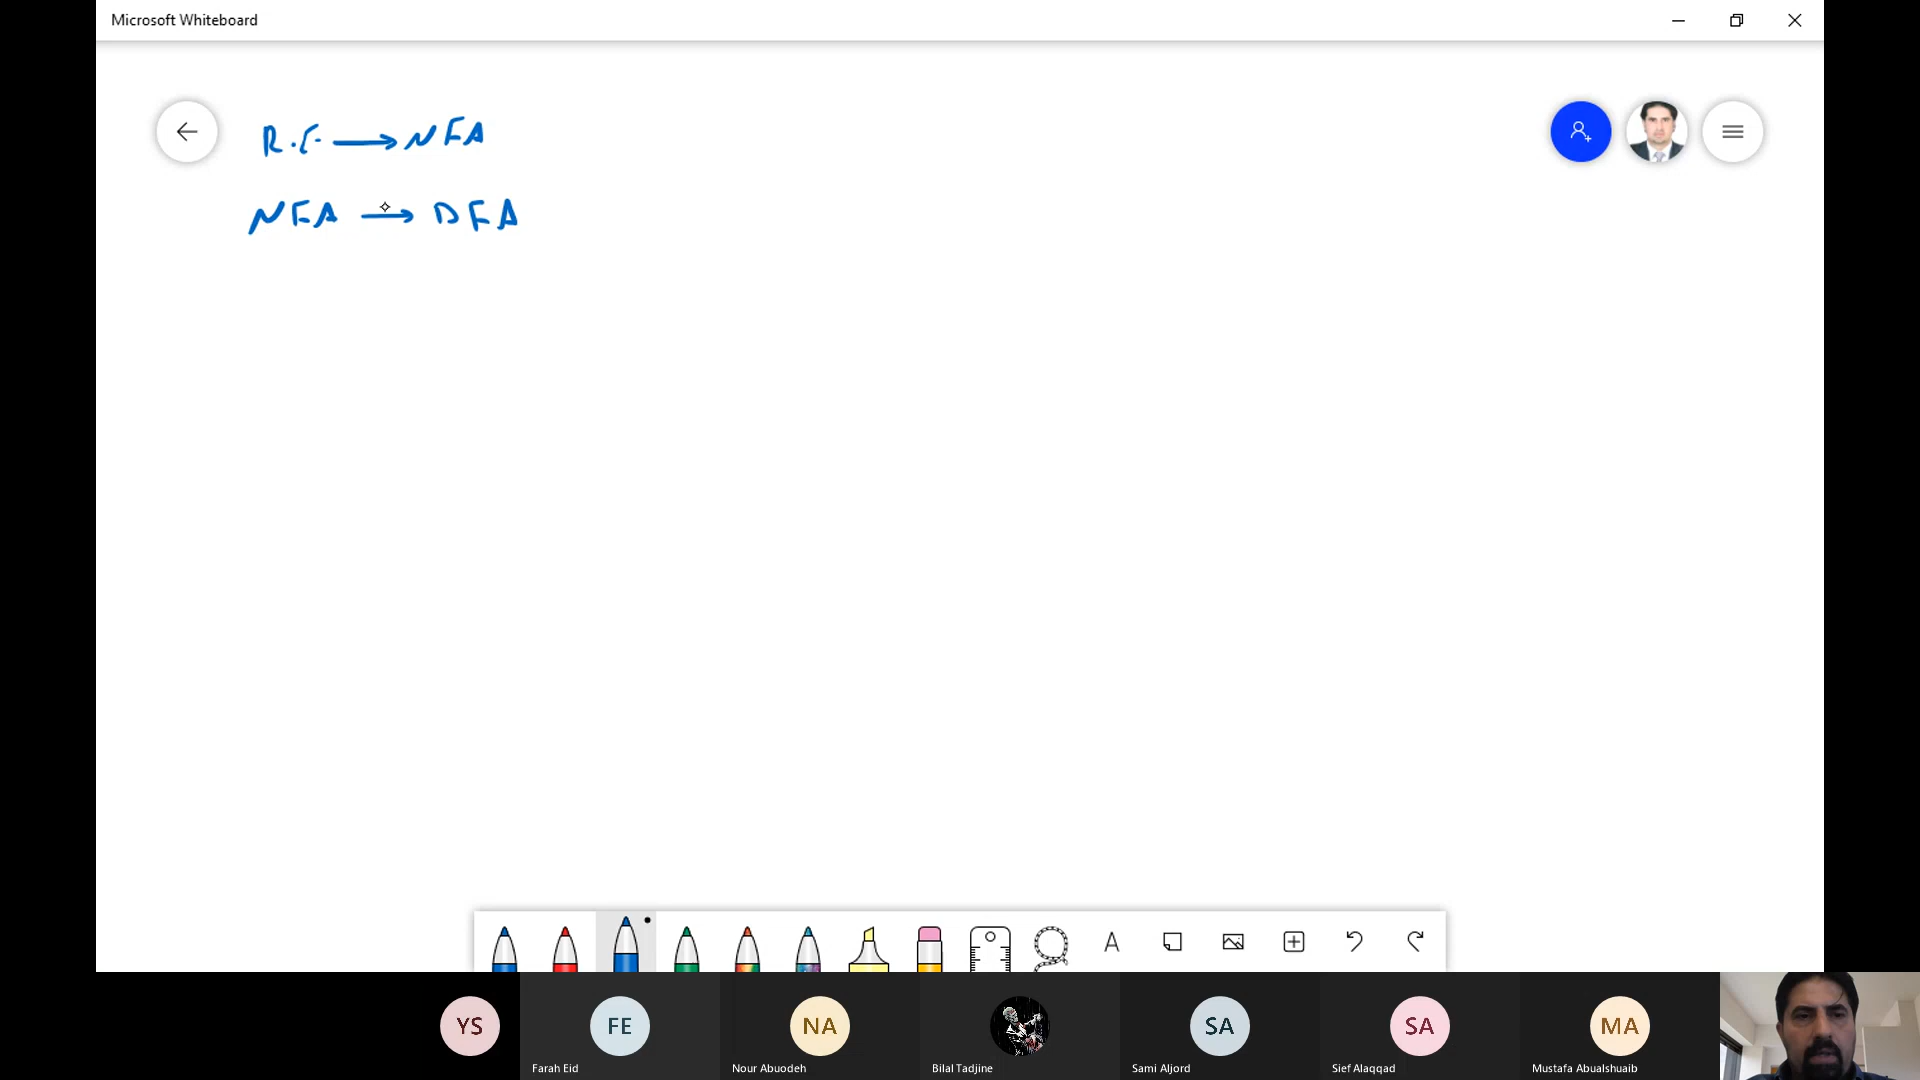 Microsoft Whiteboard
R.E → NFA
NFA → DFA
A
YS
FE
NA
SA
SA
MA
Farah Eid
Nour Abuodeh
Bilal Tadjine
Sami Aljord
Sief Alaqqad
Mustafa Abualshuaib